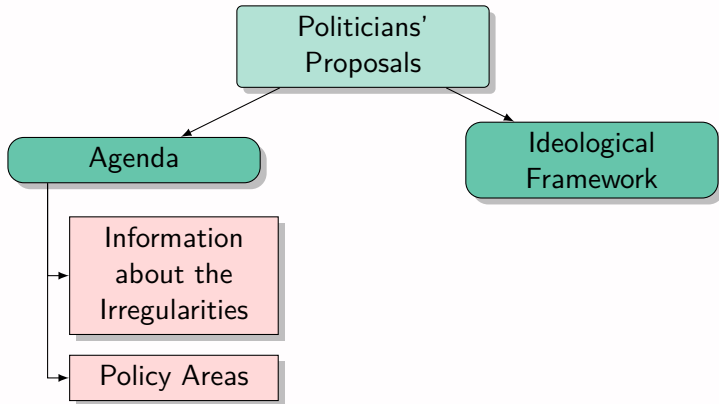 Politicians'
Proposals
Agenda
Ideological
Framework
Information
about the
Irregularities
Policy Areas